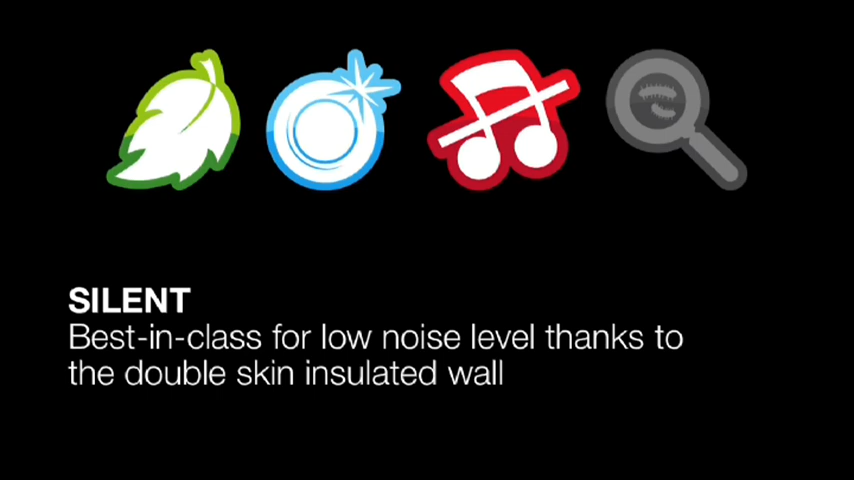 SILENT
Best-in-class for low noise level thanks to
the double skin insulated wall